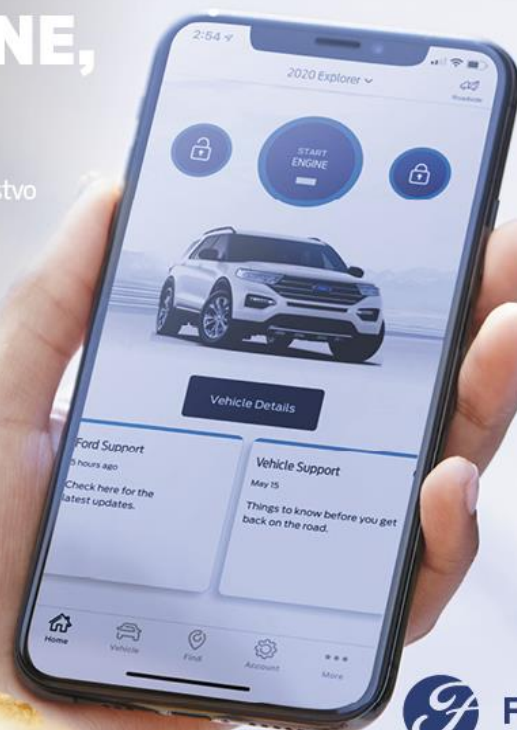 NE,
stvo
2:54
2020 Explorer
Roadside
START
ENGINE
Vehicle Details
Ford Support
5 hours ago
Check here for the
latest updates.
Vehicle Support
May 15
Things to know before you get
back on the road.
Home
Vehicle
Find
Account
More
F